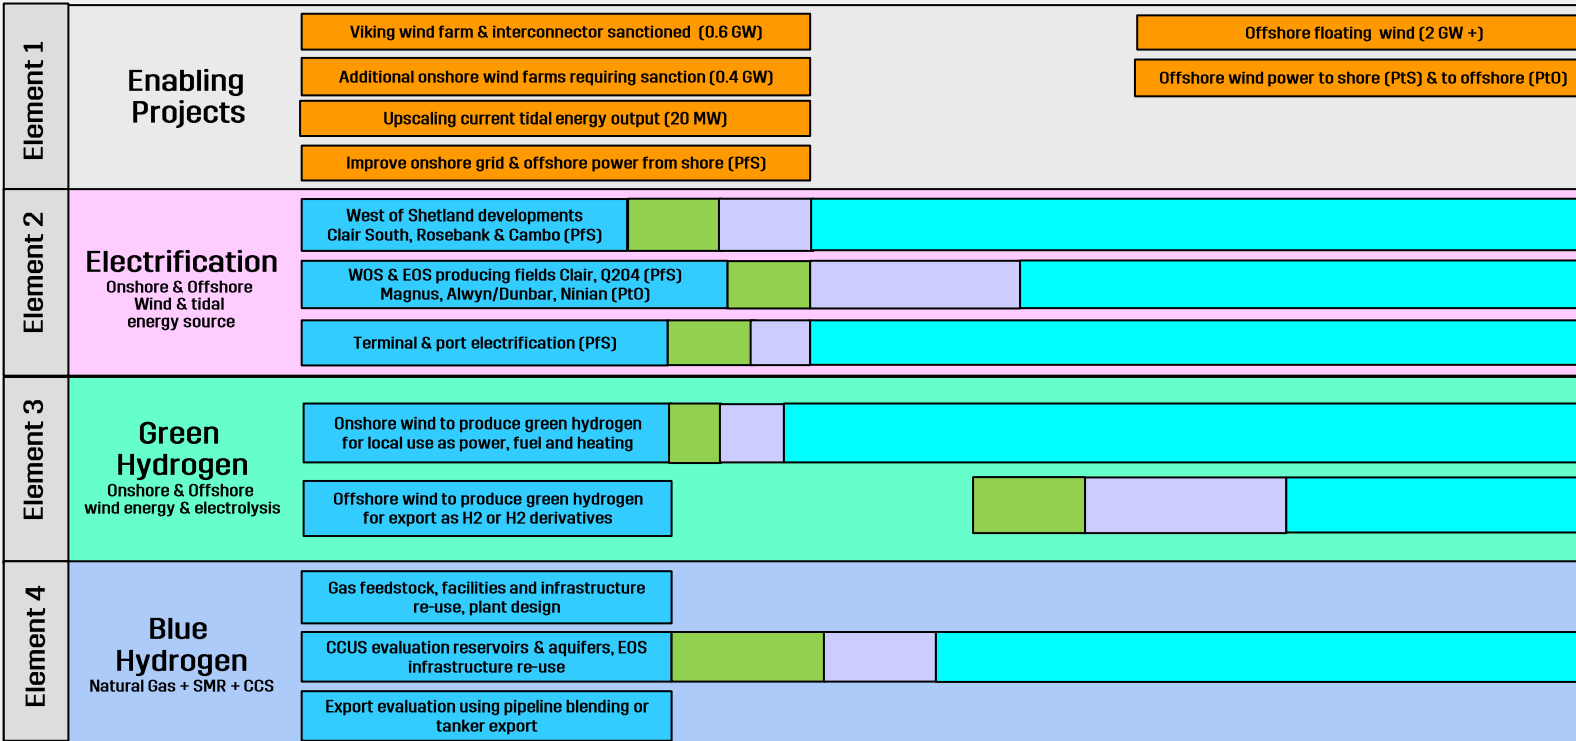 Element 1
Enabling
Projects
Viking wind farm & interconnector sanctioned (0.6 GW)
Additional onshore wind farms requiring sanction (0.4 GW)
Upscaling current tidal energy output (20 MW)
Improve onshore grid & offshore power from shore (PfS)
Offshore floating wind (2 GW +)
Offshore wind power to shore (PtS) & to offshore (PtO)
Element 2
Electrification
Onshore & Offshore
Wind & tidal
energy source
West of Shetland developments
Clair South, Rosebank & Cambo (PfS)
WOS & EOS producing fields Clair, Q204 (PfS)
Magnus, Alwyn/Dunbar, Ninian (PtO)
Terminal & port electrification (PfS)
Element 3
Green
Hydrogen
Onshore & Offshore
wind energy & electrolysis
Onshore wind to produce green hydrogen
for local use as power, fuel and heating
Offshore wind to produce green hydrogen
for export as H2 or H2 derivatives
Element 4
Blue
Hydrogen
Natural Gas + SMR + CCS
Gas feedstock, facilities and infrastructure
re-use, plant design
CCUS evaluation reservoirs & aquifers, EOS
infrastructure re-use
Export evaluation using pipeline blending or
tanker export